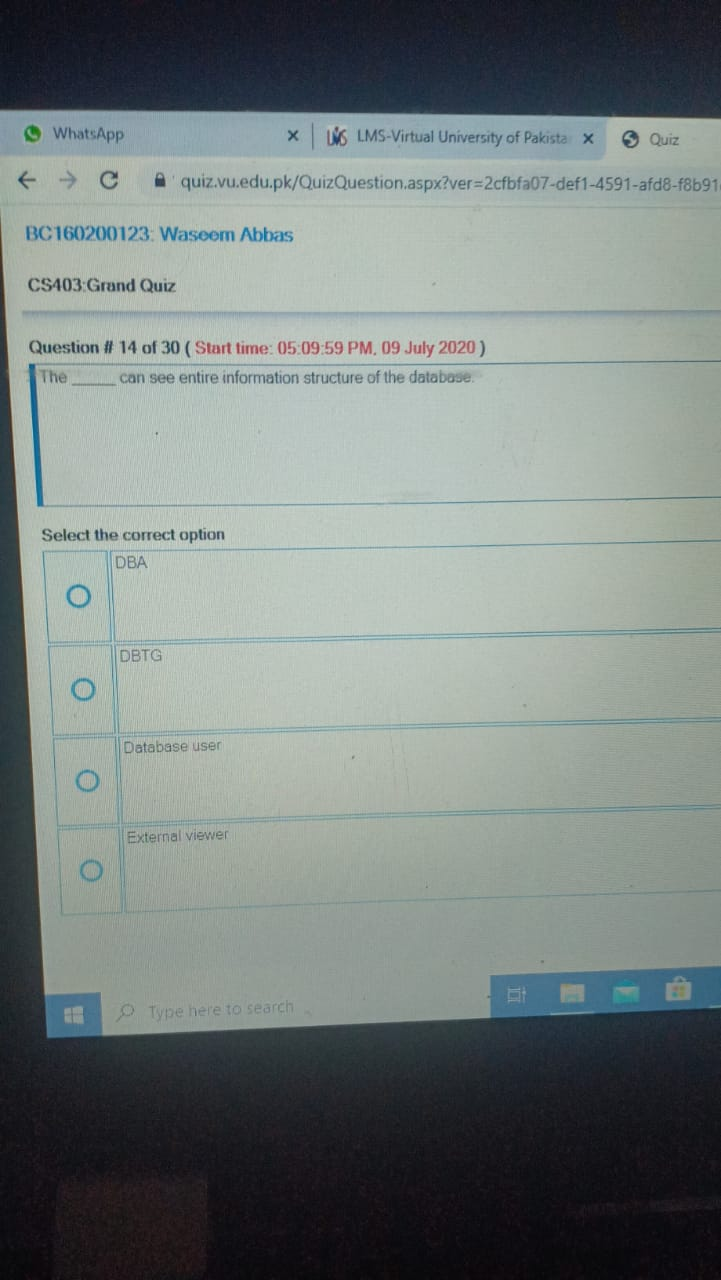 WhatsApp
LMS-Virtual University of Pakista
Quiz
quiz.vu.edu.pk/QuizQuestion.aspx?ver=2cfbfa07-def1-4591-afd8-f8b91
BC160200123: Waseem Abbas
CS403:Grand Quiz
Question # 14 of 30 ( Start time: 05:09:59 PM, 09 July 2020 )
The _____ can see entire information structure of the database.
Select the correct option
DBA
DBTG
Database user
External viewer
Type here to search